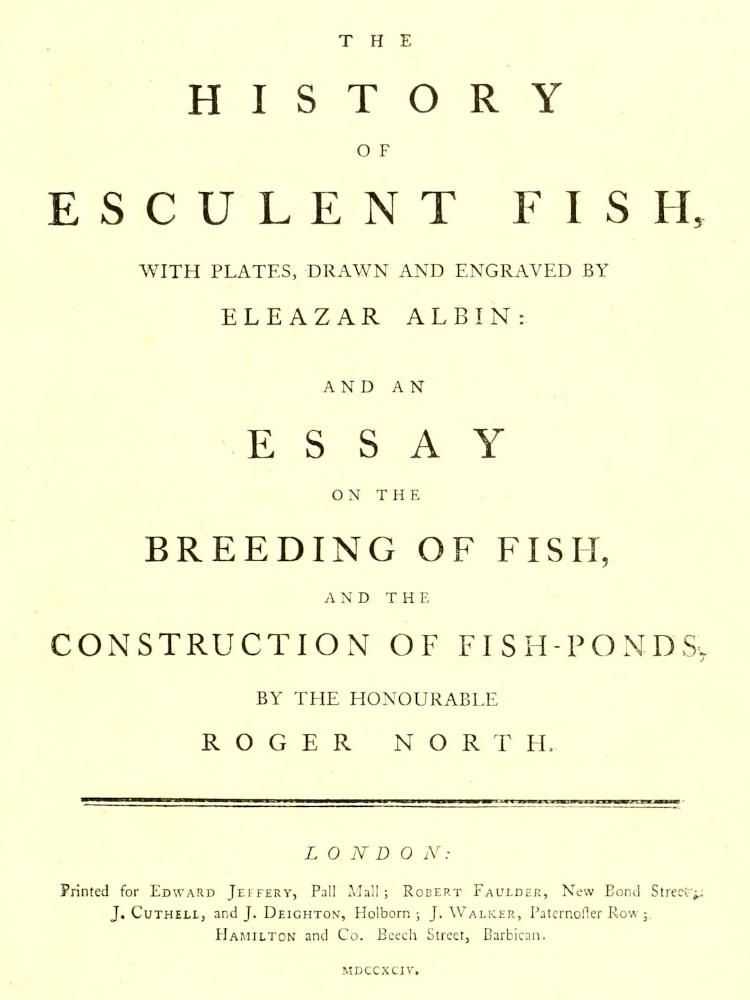 THE
HISTORY
OF
ESCULENT FISH,
WITH PLATES, DRAWN AND ENGRAVED BY
ELEAZAR ALBIN:
AND AN
ESSAY
ON THE
BREEDING OF FISH,
AND THE
CONSTRUCTION OF FISH-PONDS,
BY THE HONOURABLE
ROGER NORTH.
LONDON:
Printed for EDWARD JEFFERY, Pall Mall; ROBERT FAULDER, New Bond Street;
J. CUTHELL, and J. DEIGHTON, Holborn; J. WALKER, Paternoſter Row;
HAMILTON and Co. Beech Street, Barbican.
MDCCXCIV.